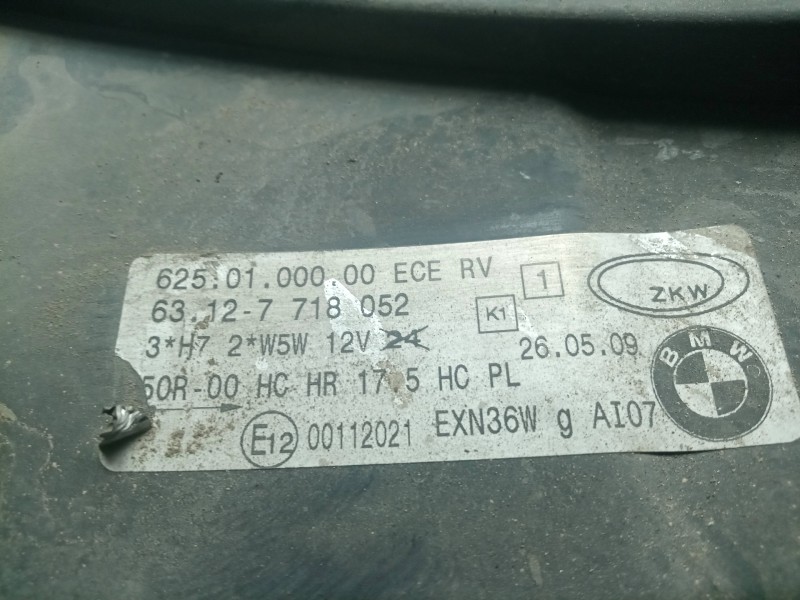 625.01.000.00 ECE RV 1
ZKW
63.12-7 718 052 K1
3*H7 2*W5W 12V 24 26.05.09
BMW
50R-00 HC HR 17 5 HC PL
E12 00112021 EXN36W g AI07